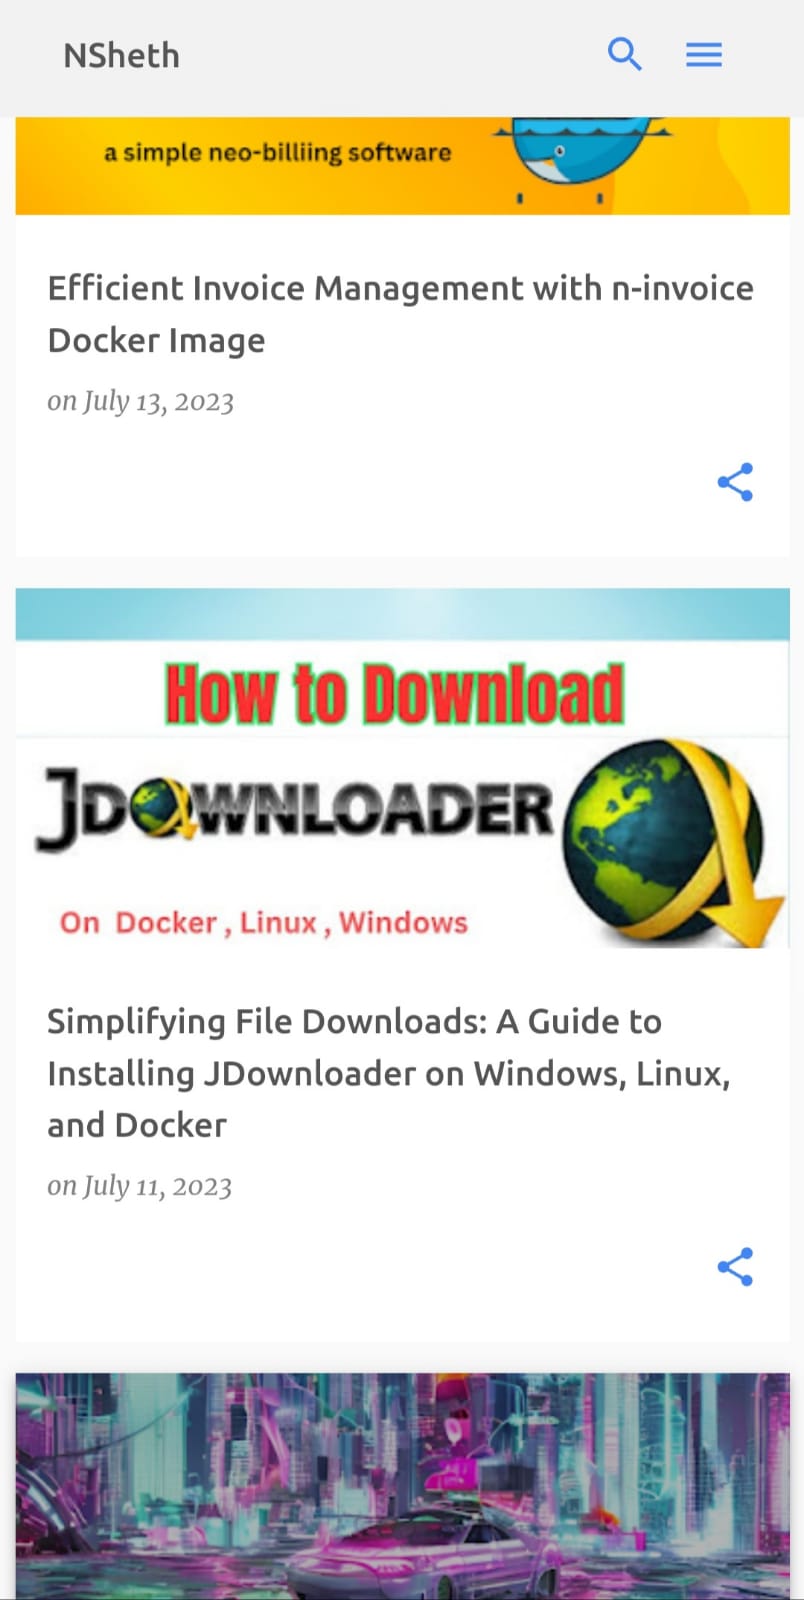 NSheth
a simple neo-billiing software
Efficient Invoice Management with n-invoice
Docker Image
on July 13, 2023
How to Download
JDOWNLOADER
On Docker , Linux , Windows
Simplifying File Downloads: A Guide to
Installing JDownloader on Windows, Linux,
and Docker
on July 11, 2023